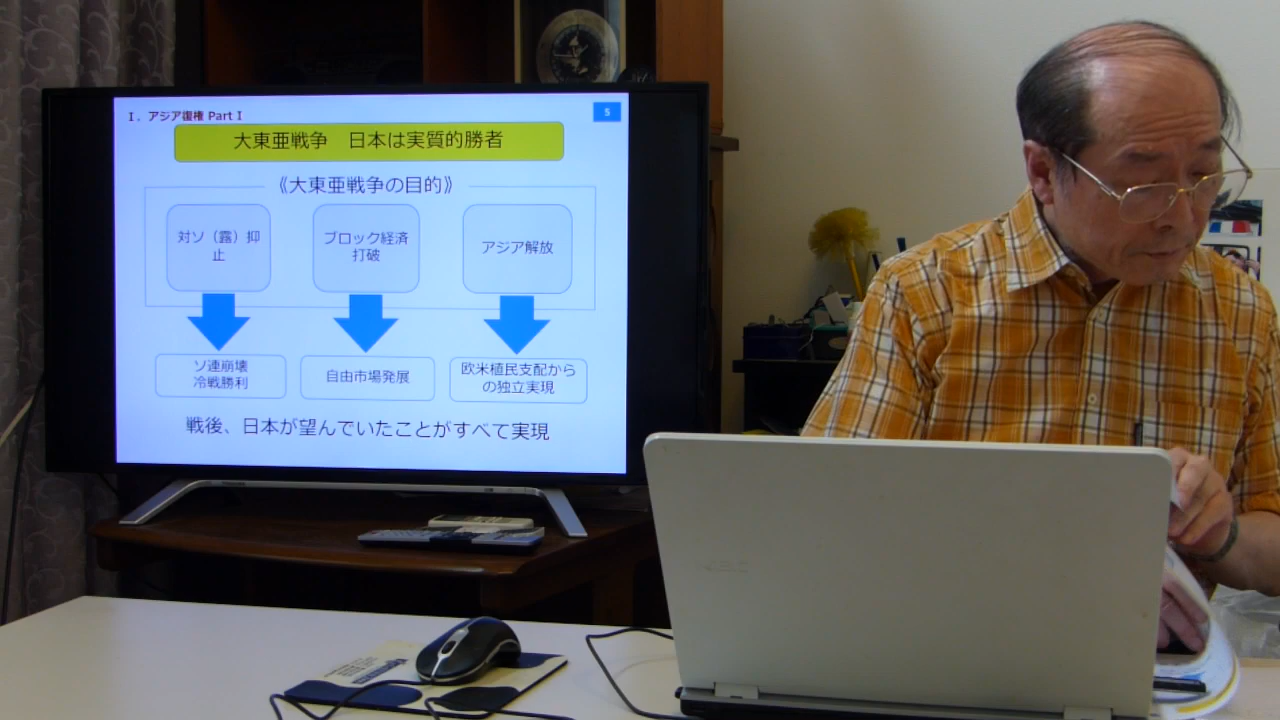 Ⅰ．アジア復権 Part Ⅰ
5
大東亜戦争　日本は実質的勝者
《大東亜戦争の目的》
対ソ（露）抑
止
ブロック経済
打破
アジア解放
ソ連崩壊
冷戦勝利
自由市場発展
欧米植民支配から
の独立実現
戦後、日本が望んでいたことがすべて実現